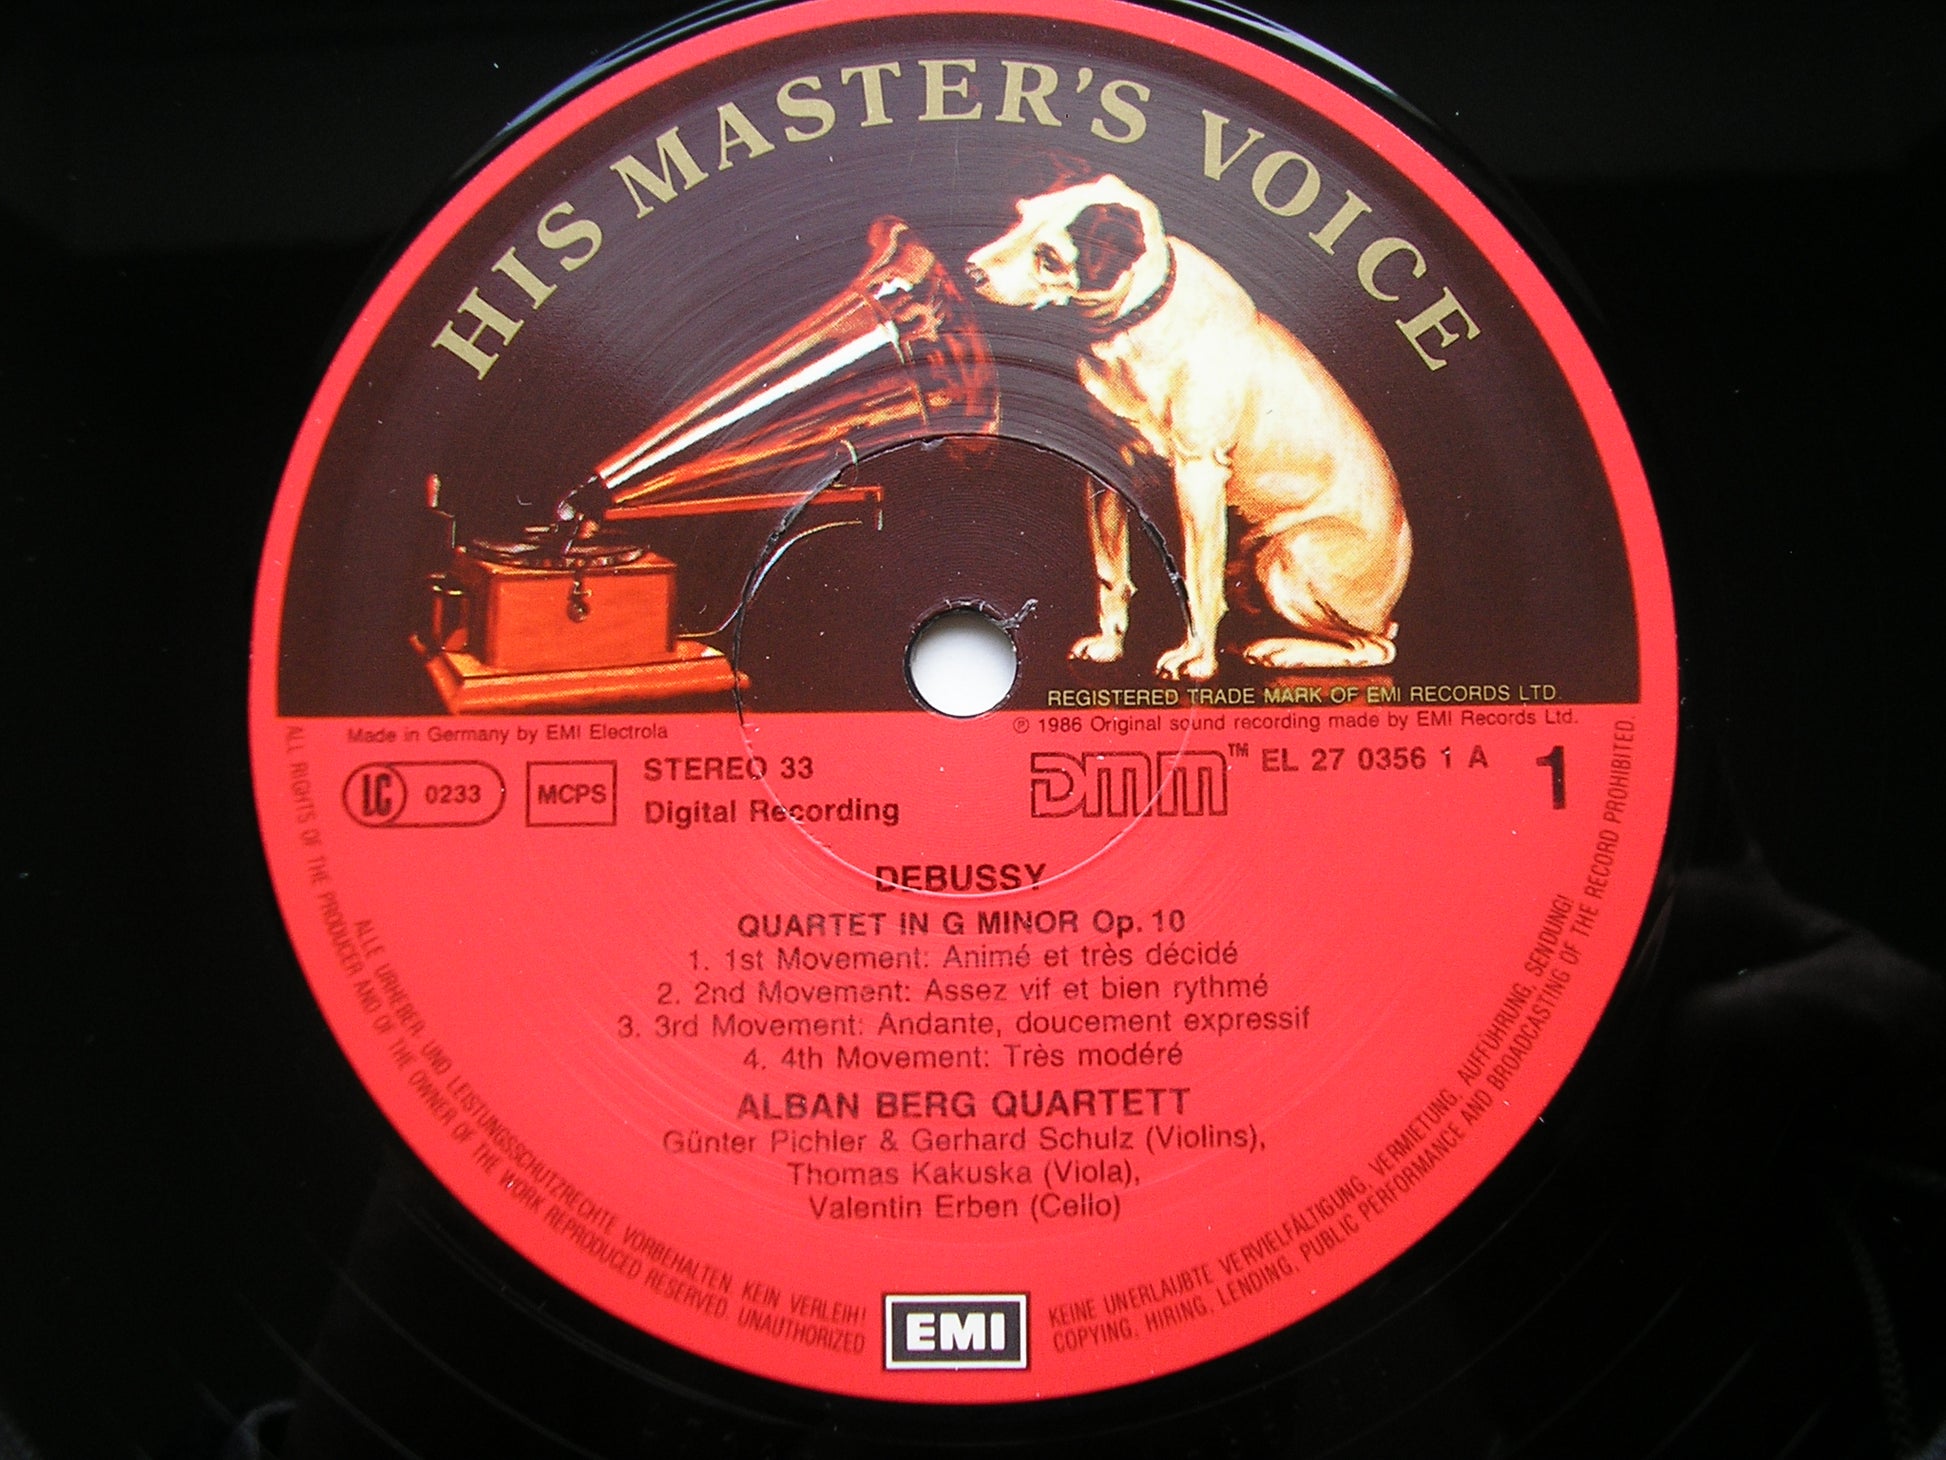 HIS MASTER'S VOICE
REGISTERED TRADE MARK OF EMI RECORDS LTD.
Made in Germany by EMI Electrola
℗ 1986 Original sound recording made by EMI Records Ltd.
LC 0233
MCPS
STEREO 33
Digital Recording
DMM™
EL 27 0356 1 A
1
DEBUSSY
QUARTET IN G MINOR Op. 10
1. 1st Movement: Animé et très décidé
2. 2nd Movement: Assez vif et bien rythmé
3. 3rd Movement: Andante, doucement expressif
4. 4th Movement: Très modéré
ALBAN BERG QUARTETT
Günter Pichler & Gerhard Schulz (Violins),
Thomas Kakuska (Viola),
Valentin Erben (Cello)
ALLE URHEBER- UND LEISTUNGSSCHUTZRECHTE VORBEHALTEN. KEIN VERLEIH!
KEINE UNERLAUBTE VERVIELFÄLTIGUNG, VERMIETUNG, AUFFÜHRUNG, SENDUNG!
ALL RIGHTS OF THE PRODUCER AND OF THE OWNER OF THE WORK REPRODUCED RESERVED. UNAUTHORIZED
COPYING, HIRING, LENDING, PUBLIC PERFORMANCE AND BROADCASTING OF THE RECORD PROHIBITED.
EMI